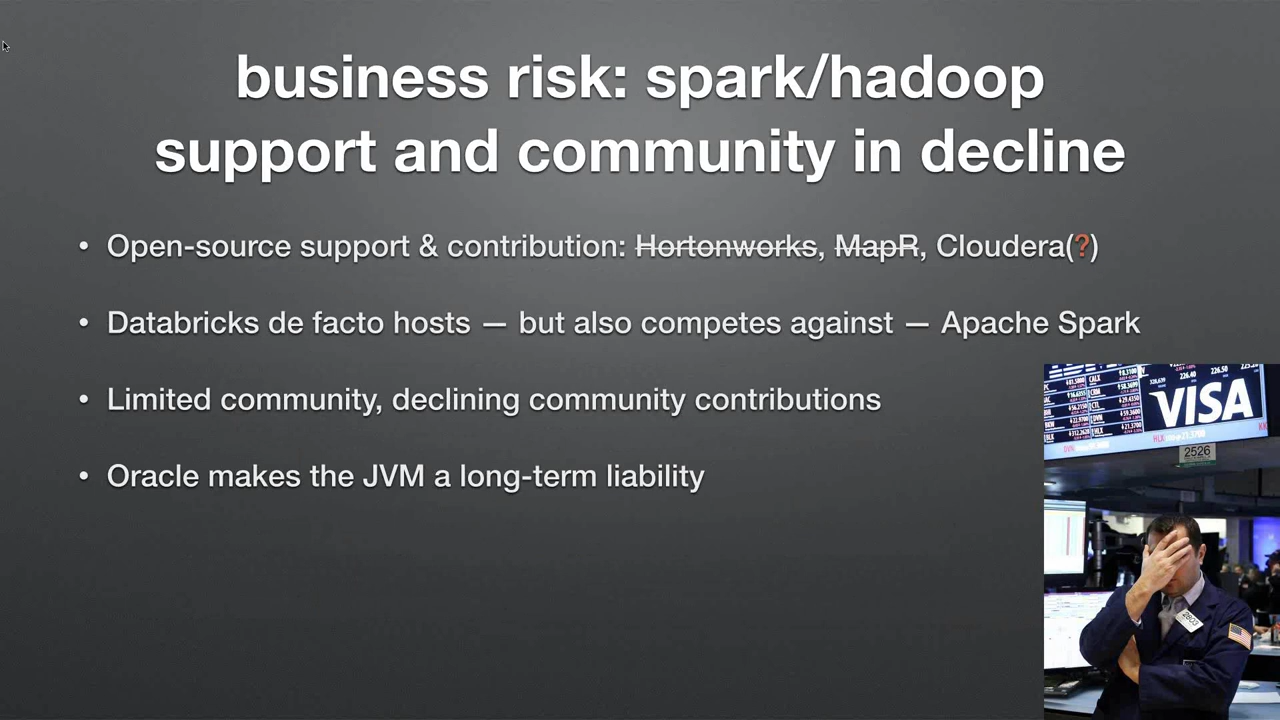 business risk: spark/hadoop
support and community in decline
• Open-source support & contribution: Hortonworks, MapR, Cloudera(?)
• Databricks de facto hosts — but also competes against — Apache Spark
• Limited community, declining community contributions
• Oracle makes the JVM a long-term liability
VISA
2526